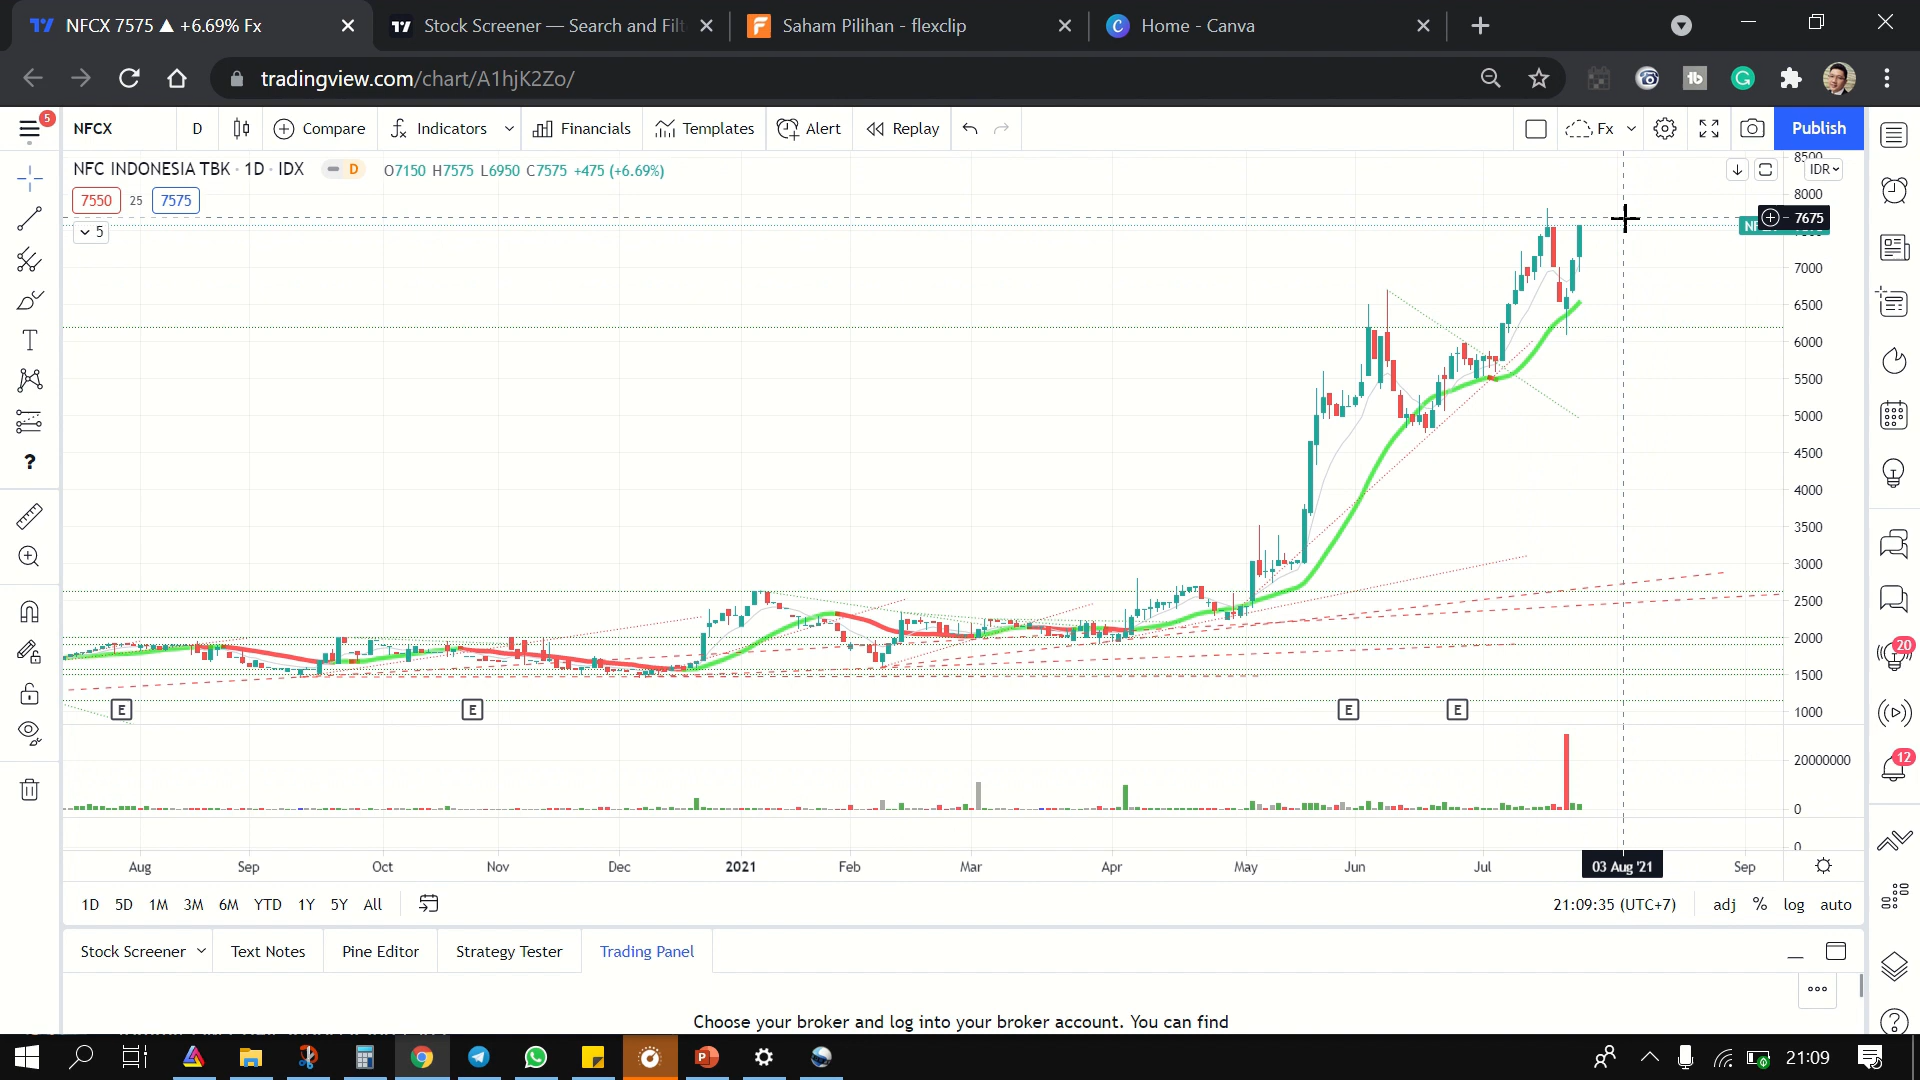 NFCX 7575 ▲ +6.69% Fx
Stock Screener — Search and Filt
Saham Pilihan - flexclip
Home - Canva
tradingview.com/chart/A1hjK2Zo/
5
NFCX
D
Compare
Indicators
Financials
Templates
Alert
Replay
Fx
Publish
NFC INDONESIA TBK · 1D · IDX
D
O7150 H7575 L6950 C7575 +475 (+6.69%)
IDR
7550
25
7575
5
8500
8000
7675
7000
6500
6000
5500
5000
4500
4000
3500
3000
2500
2000
1500
1000
E
E
E
E
20000000
0
0
Aug
Sep
Oct
Nov
Dec
2021
Feb
Mar
Apr
May
Jun
Jul
03 Aug '21
Sep
1D
5D
1M
3M
6M
YTD
1Y
5Y
All
21:09:35 (UTC+7)
adj
%
log
auto
20
12
Stock Screener
Text Notes
Pine Editor
Strategy Tester
Trading Panel
Choose your broker and log into your broker account. You can find
21:09